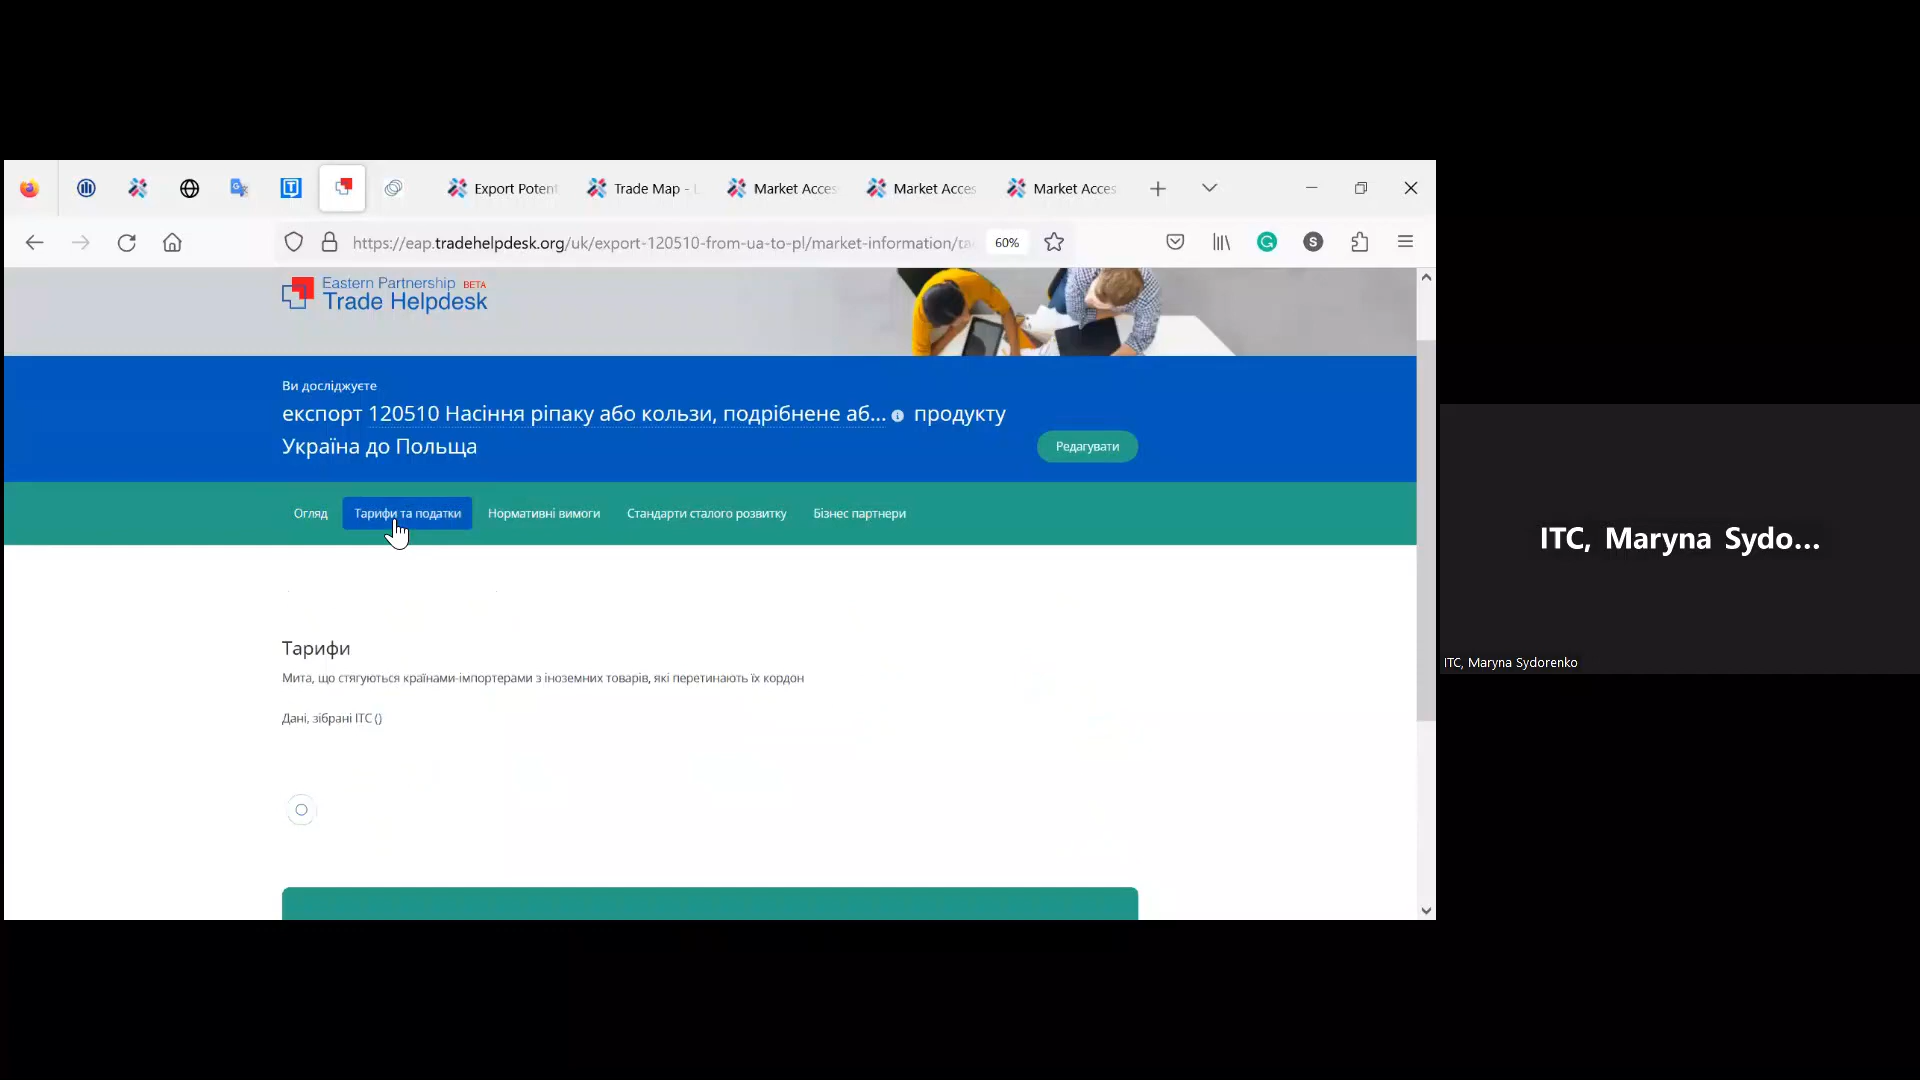 Export Potent
Trade Map - L
Market Acces
Market Acces
Market Acces
https://eap.tradehelpdesk.org/uk/export-120510-from-ua-to-pl/market-information/ta
60%
S
Eastern Partnership BETA
Trade Helpdesk
Ви досліджуєте
експорт 120510 Насіння ріпаку або кользи, подрібнене аб... продукту
Україна до Польща
Редагувати
Огляд
Тарифи та податки
Нормативні вимоги
Стандарти сталого розвитку
Бізнес партнери
Тарифи
Мита, що стягуються країнами-імпортерами з іноземних товарів, які перетинають їх кордон
Дані, зібрані ITC ()
ITC, Maryna Sydo...
ITC, Maryna Sydorenko